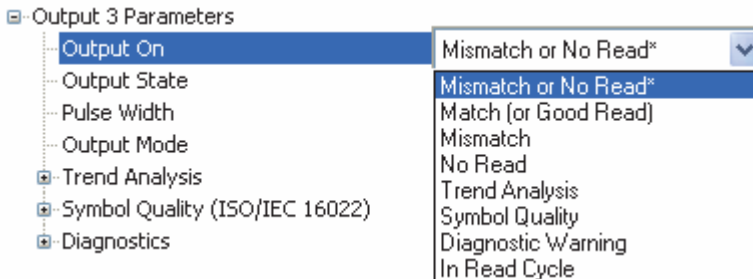 Output 3 Parameters
Output On
Mismatch or No Read*
Output State
Mismatch or No Read*
Pulse Width
Match (or Good Read)
Output Mode
Mismatch
No Read
Trend Analysis
Trend Analysis
Symbol Quality (ISO/IEC 16022)
Symbol Quality
Diagnostics
Diagnostic Warning
In Read Cycle